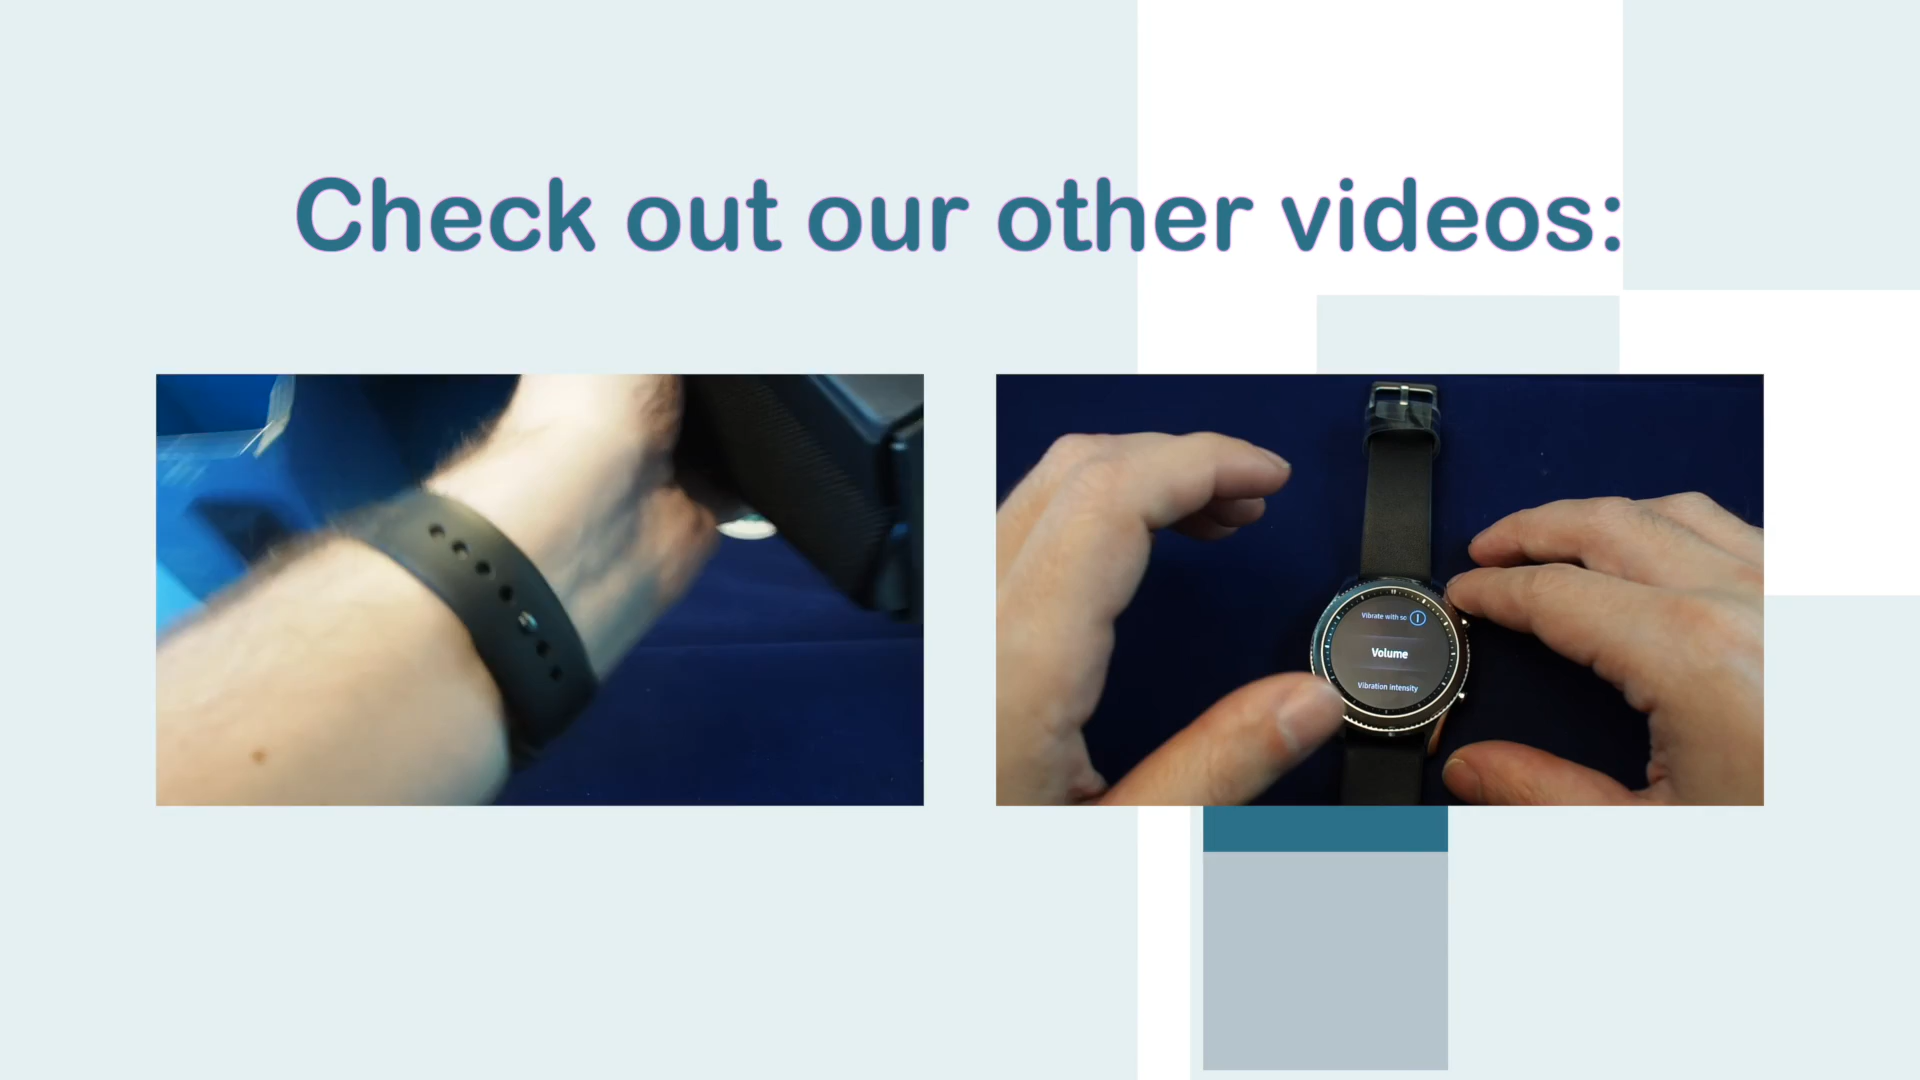 Check out our other videos:
Vibrate with so
Volume
Vibration intensity